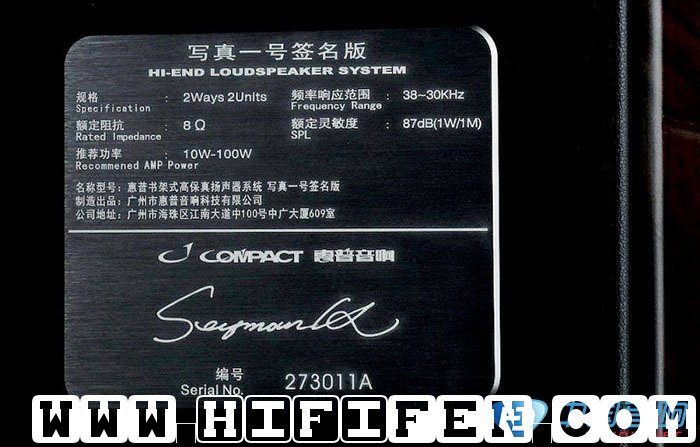 写真一号签名版
HI-END LOUDSPEAKER SYSTEM
规格 : 2Ways 2Units 频率响应范围 : 38~30KHz
Specification Frequency Range
额定阻抗 : 8 Ω 额定灵敏度 : 87dB(1W/1M)
Rated Impedance SPL
推荐功率 : 10W-100W
Recommened AMP Power
名称型号：惠普书架式高保真扬声器系统 写真一号签名版
制造出品：广州市惠普音响科技有限公司
公司地址：广州市海珠区江南大道中100号中广大厦609室
COMPACT 惠普音响
编号
Serial No. 273011A
WWW HIFIFEN COM